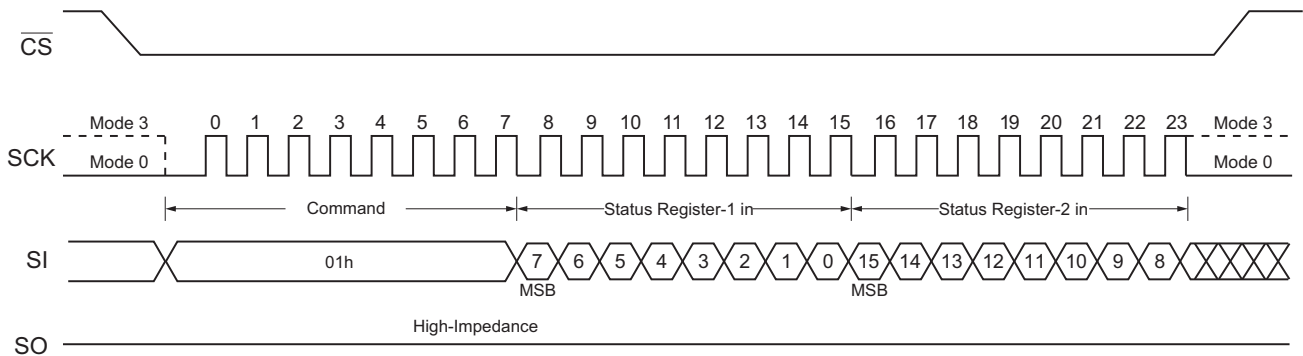 CS
Mode 3 0 1 2 3 4 5 6 7 8 9 10 11 12 13 14 15 16 17 18 19 20 21 22 23 Mode 3
SCK
Mode 0 Mode 0
Command Status Register-1 in Status Register-2 in
SI 01h 7 6 5 4 3 2 1 0 15 14 13 12 11 10 9 8
MSB MSB
High-Impedance
SO